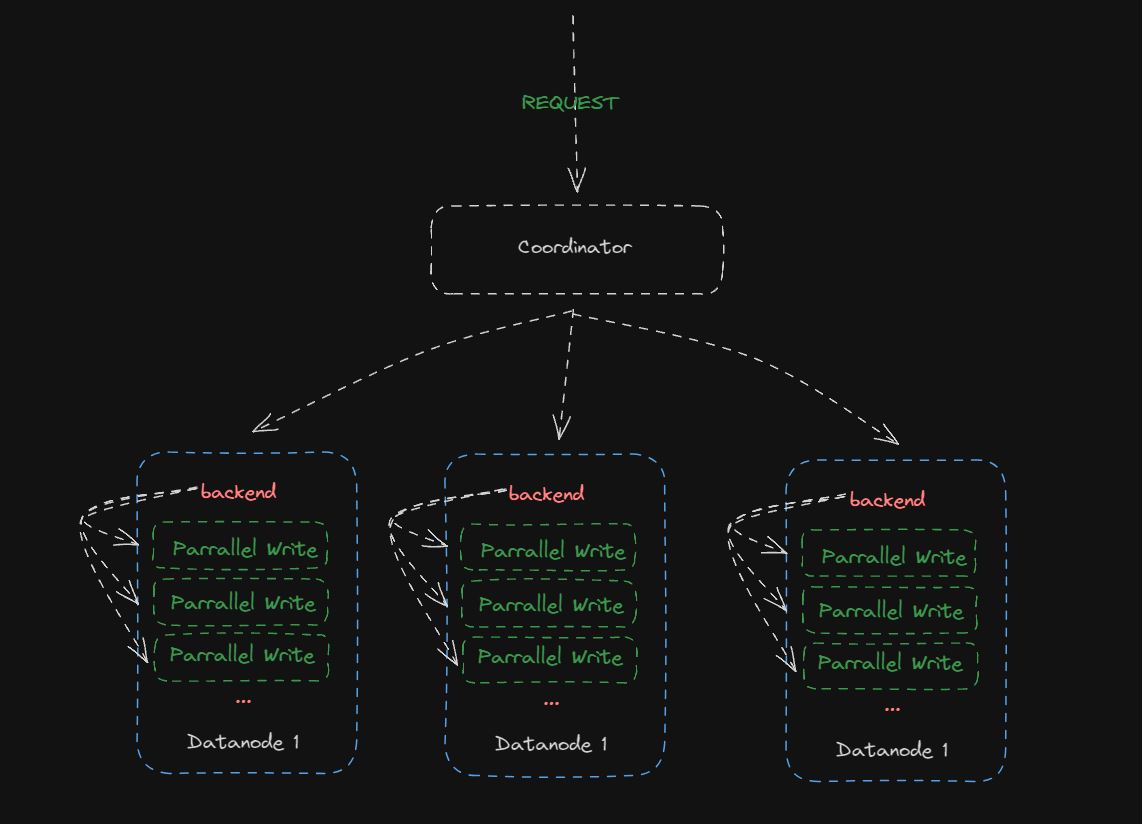 REQUEST
Coordinator
backend
Parrallel Write
Parrallel Write
Parrallel Write
...
Datanode 1
backend
Parrallel Write
Parrallel Write
Parrallel Write
...
Datanode 1
backend
Parrallel Write
Parrallel Write
Parrallel Write
...
Datanode 1